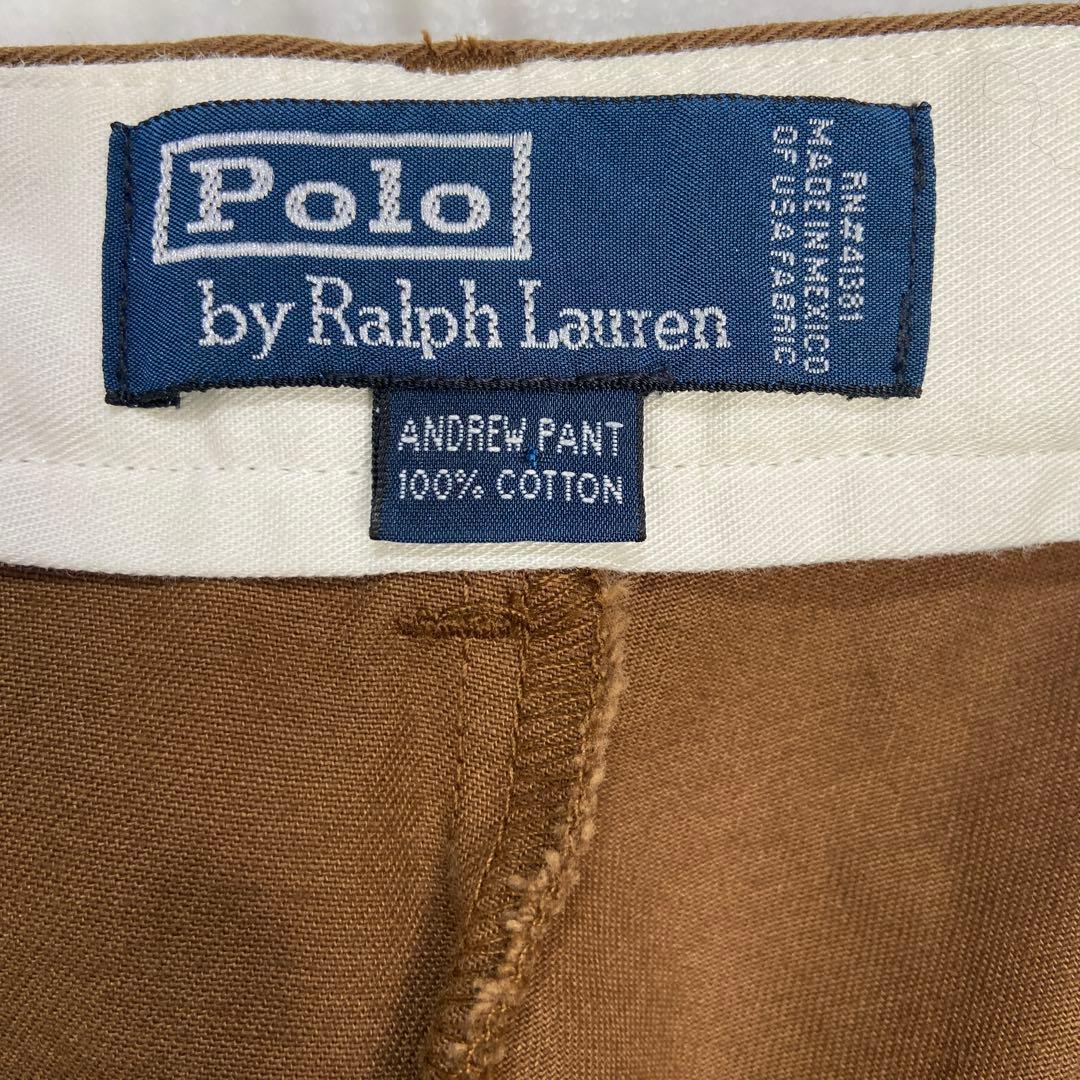 Polo
by Ralph Lauren
RN#41381
MADE IN MEXICO
OF USA FABRIC
ANDREW PANT
100% COTTON